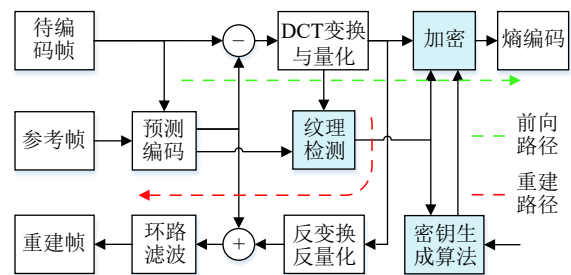 待编
码帧
−
DCT变换
与量化
加密
熵编码
参考帧
预测
编码
纹理
检测
前向
路径
重建
路径
重建帧
环路
滤波
+
反变换
反量化
密钥生
成算法